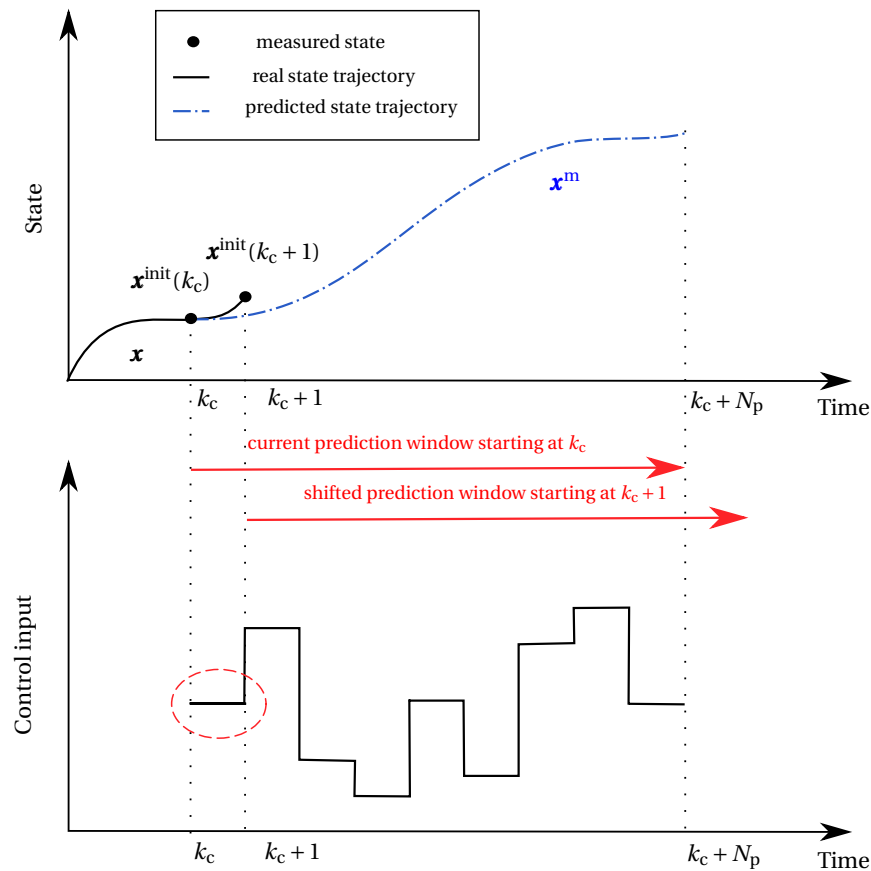 measured state
real state trajectory
predicted state trajectory
State
x^m
x^init(k_c + 1)
x^init(k_c)
x
k_c
k_c + 1
k_c + N_p
Time
current prediction window starting at k_c
shifted prediction window starting at k_c + 1
Control input
k_c
k_c + 1
k_c + N_p
Time